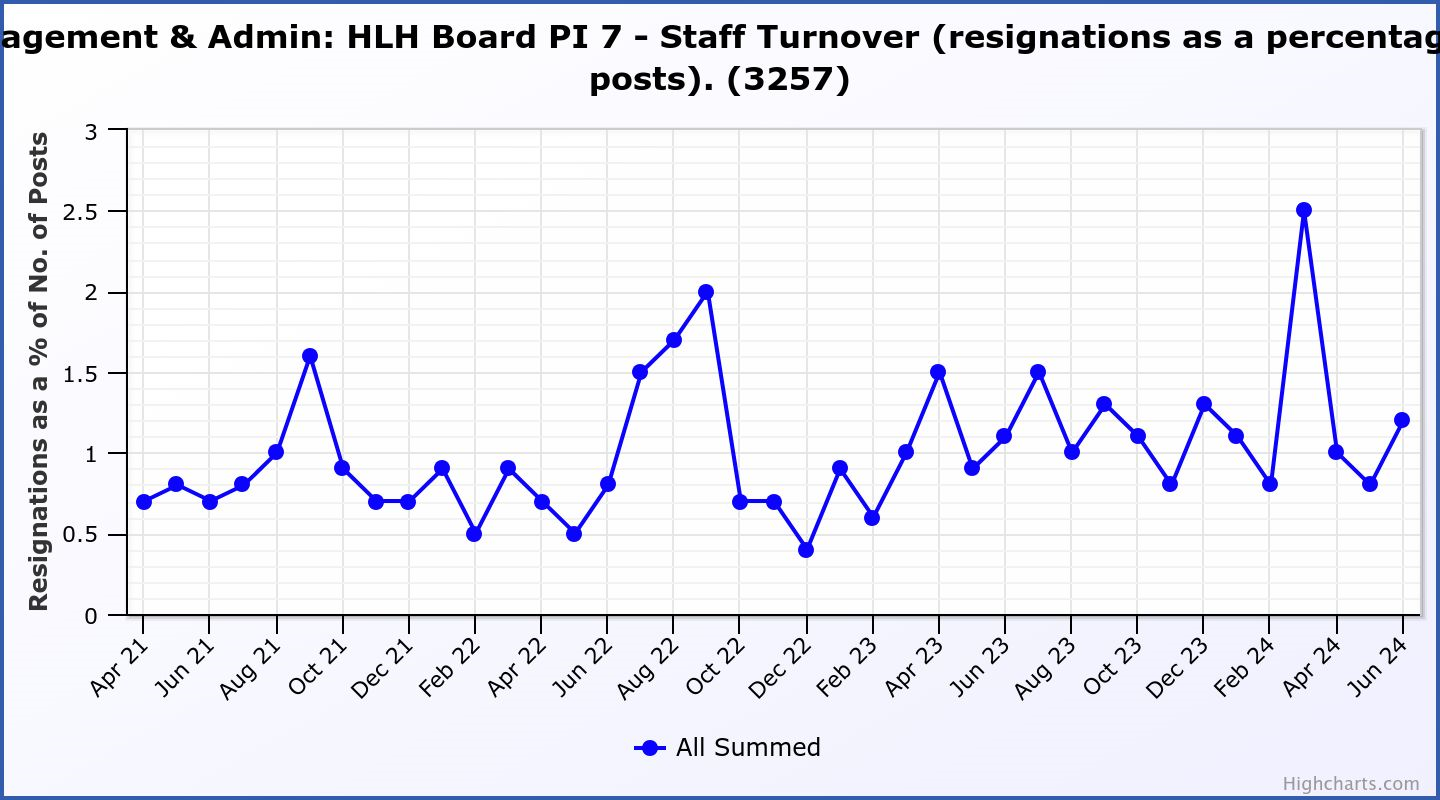 agement & Admin: HLH Board PI 7 - Staff Turnover (resignations as a percentag
posts). (3257)
Resignations as a % of No. of Posts
3
2.5
2
1.5
1
0.5
0
Apr 21
Jun 21
Aug 21
Oct 21
Dec 21
Feb 22
Apr 22
Jun 22
Aug 22
Oct 22
Dec 22
Feb 23
Apr 23
Jun 23
Aug 23
Oct 23
Dec 23
Feb 24
Apr 24
Jun 24
All Summed
Highcharts.com